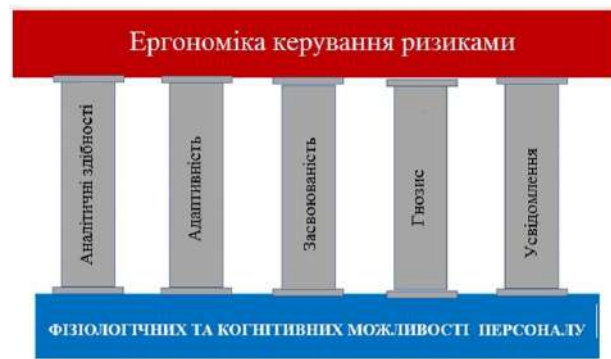 Ергономіка керування ризиками
Аналітичні здібності
Адаптивність
Засвоюваність
Гнозис
Усвідомлення
ФІЗІОЛОГІЧНИХ ТА КОГНІТИВНИХ МОЖЛИВОСТІ ПЕРСОНАЛУ